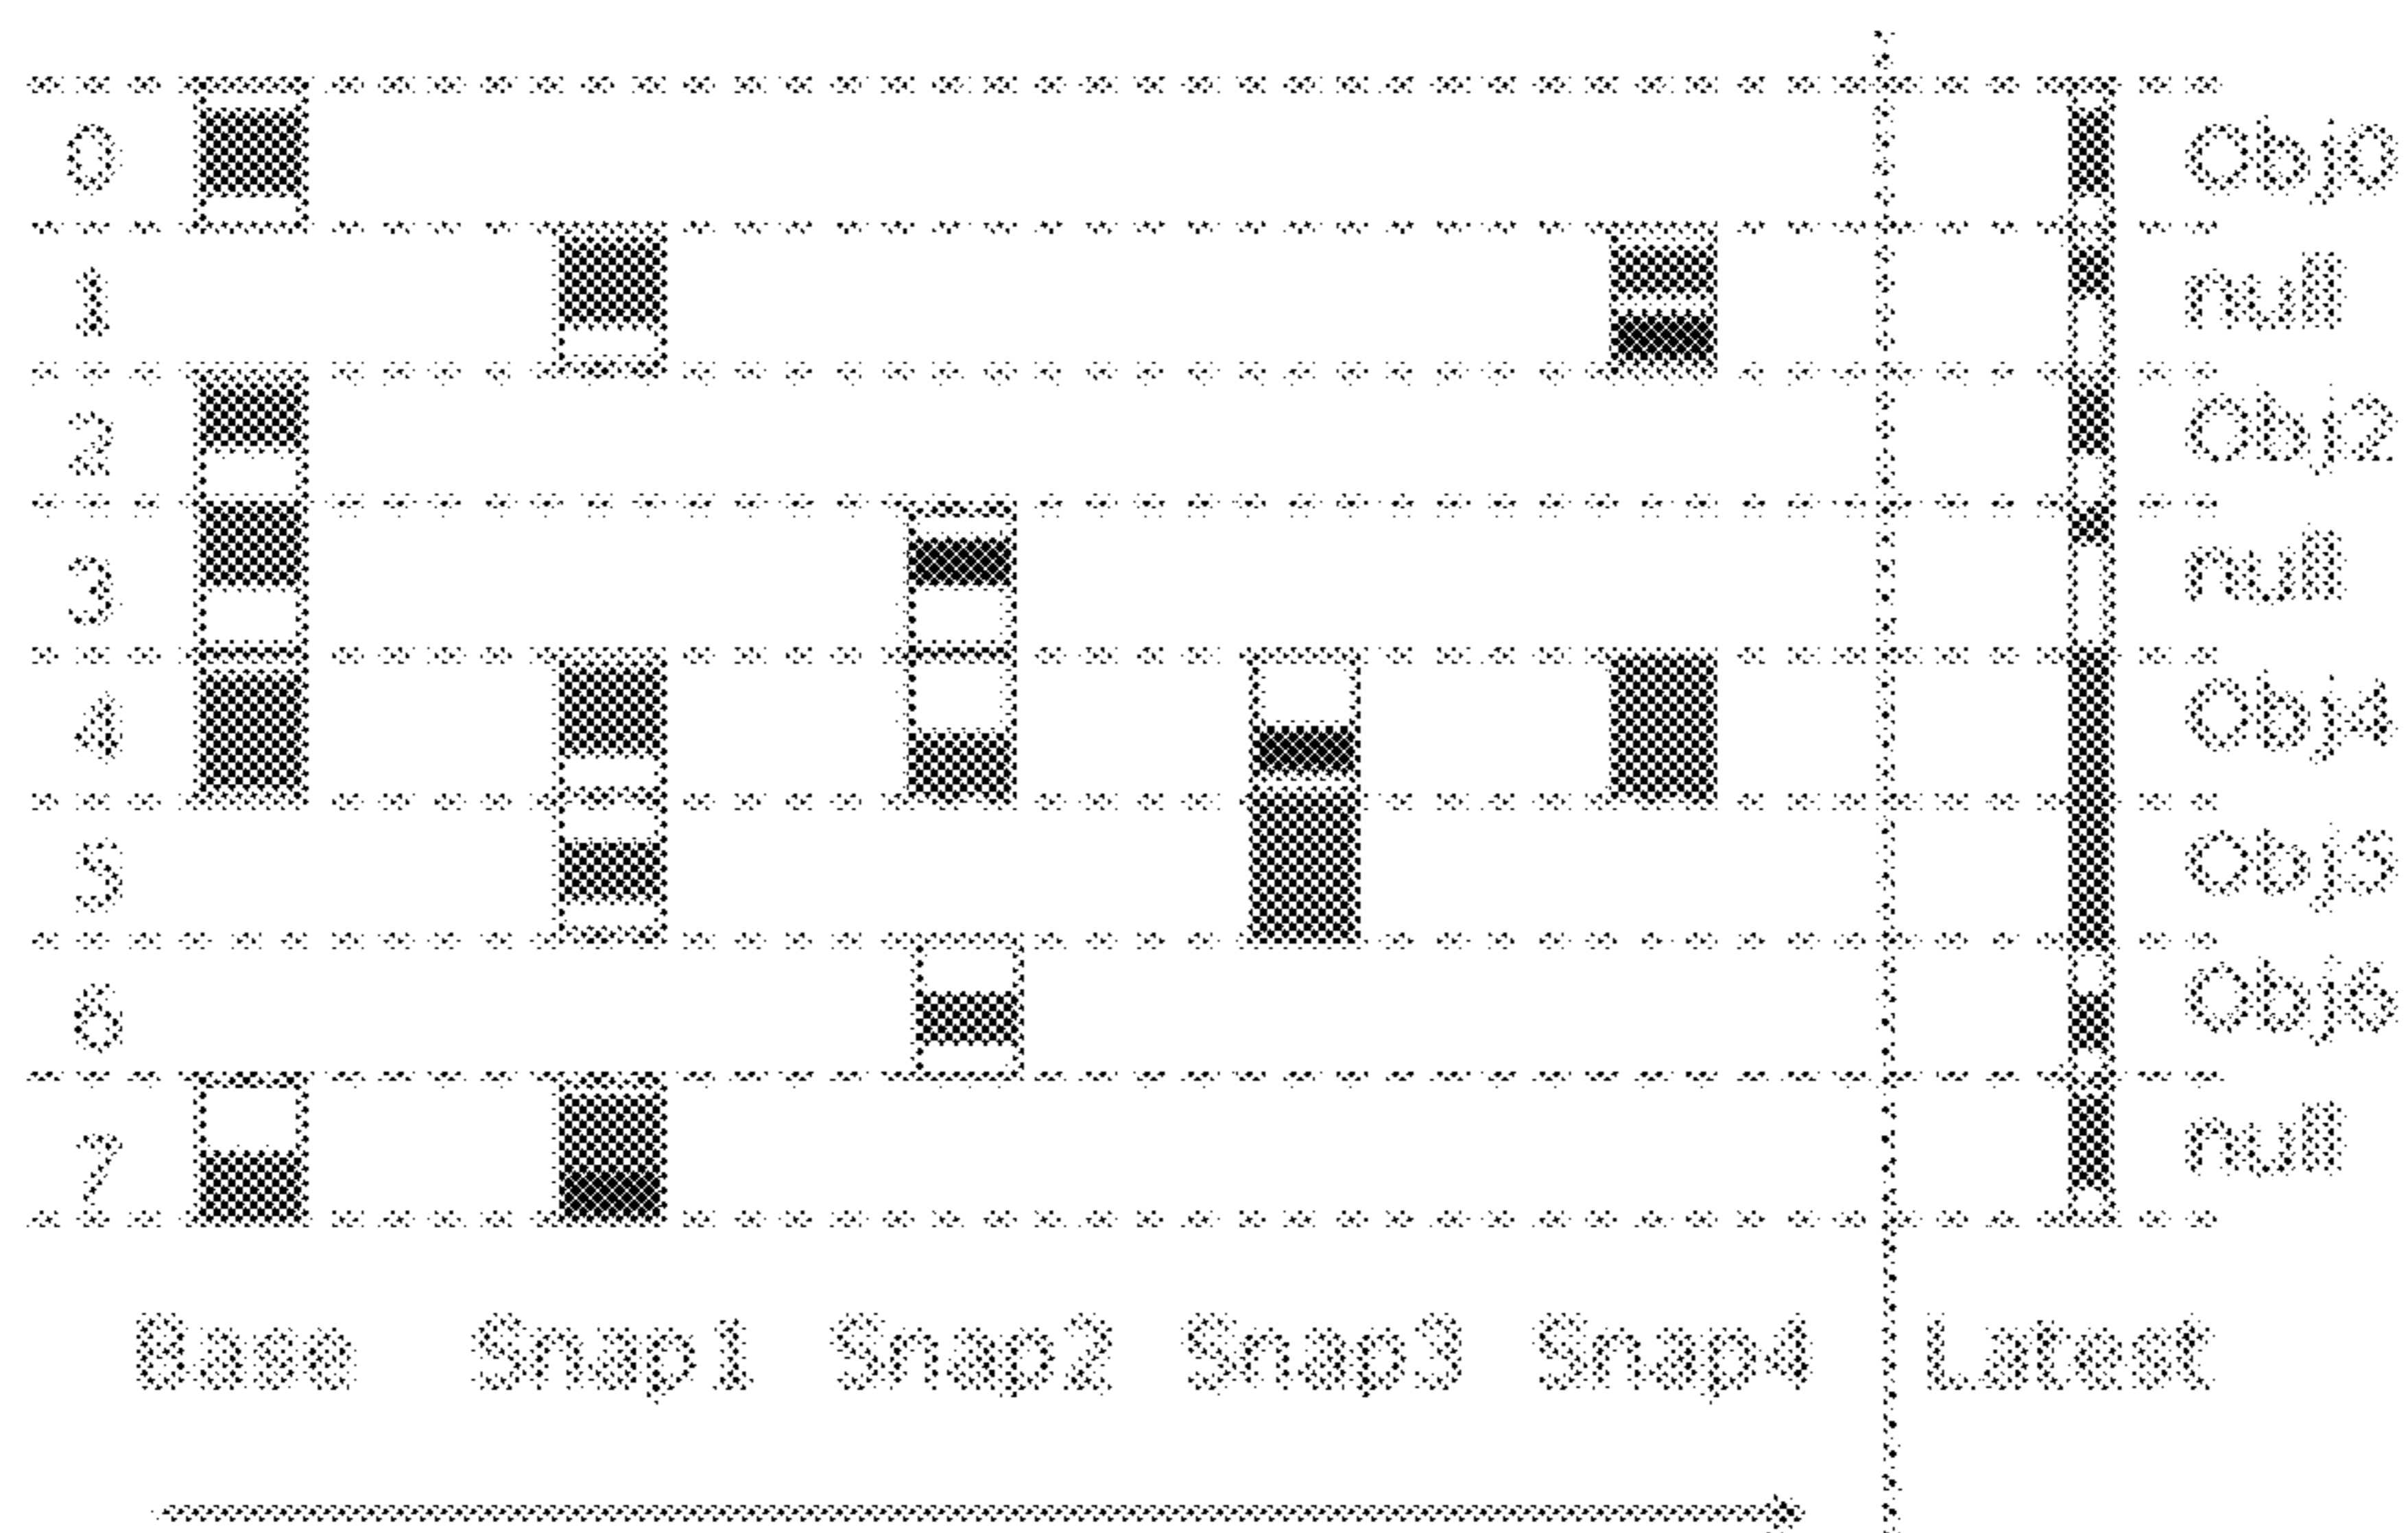 0 obj0
1 null
2 obj2
3 null
4 obj4
5 obj5
6 obj6
7 null
Base Snap1 Snap2 Snap3 Snap4 Latest